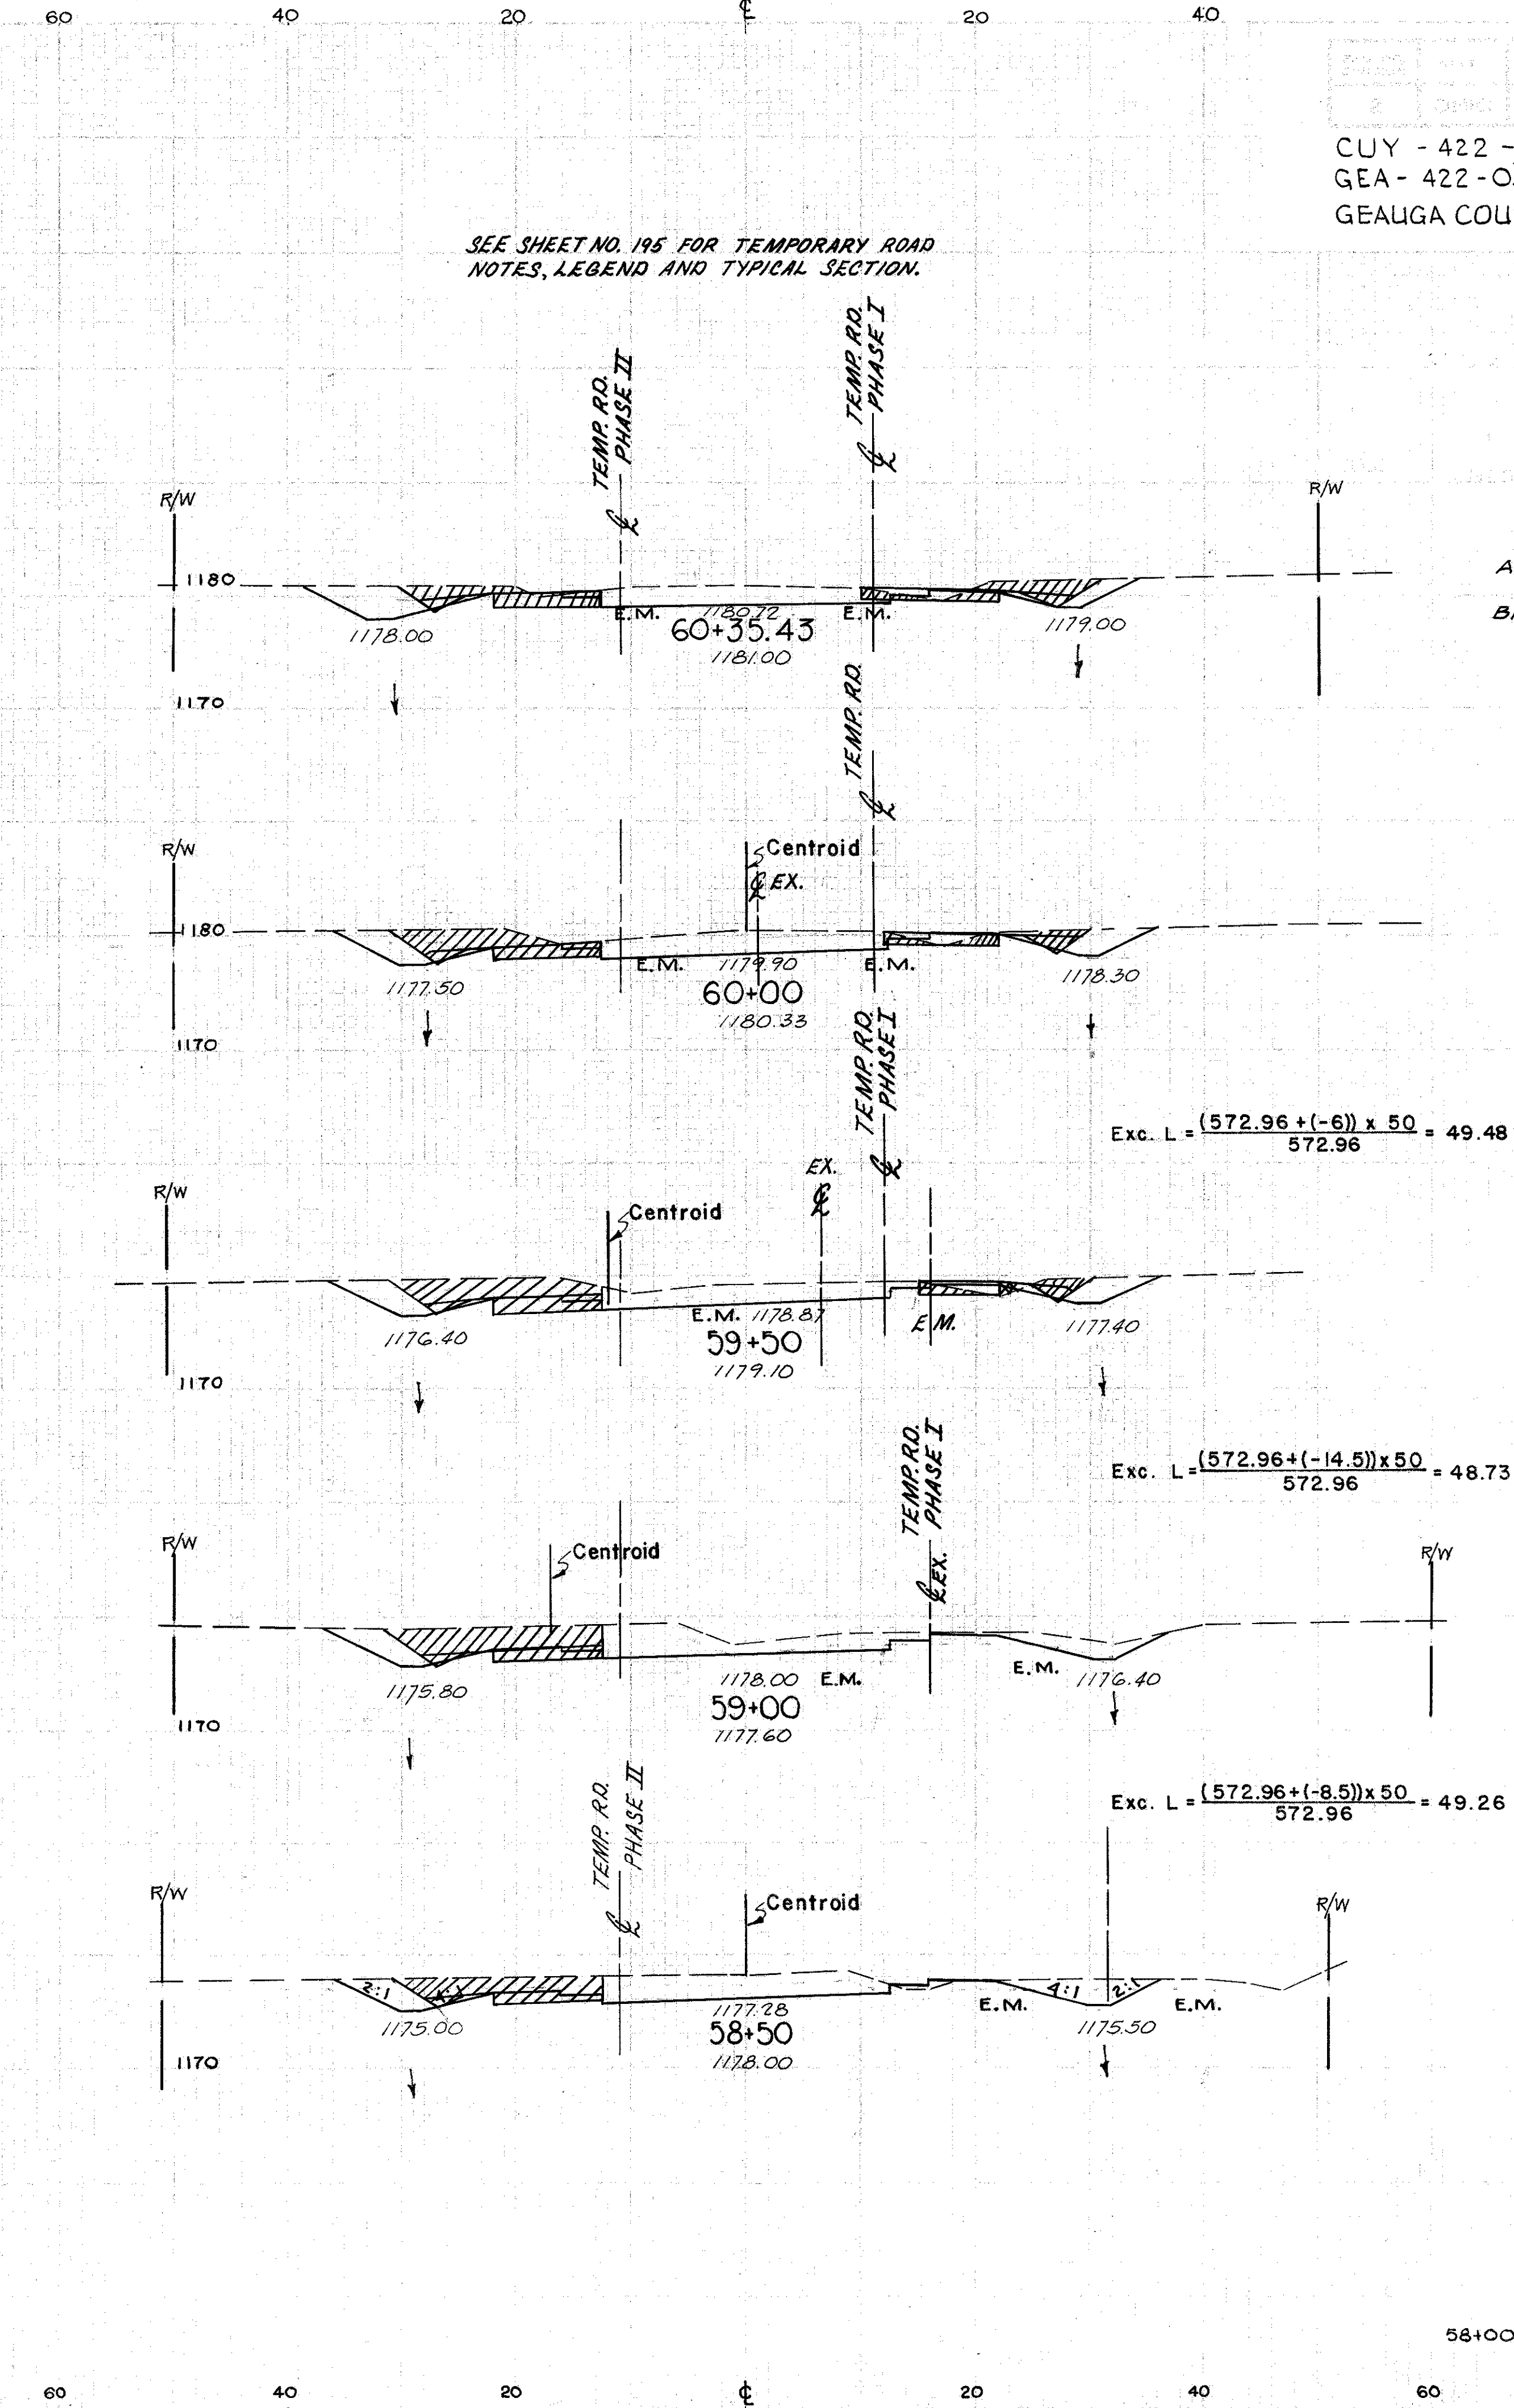 60 40 20 ℄ 20 40
CUY - 422 -
GEA - 422 - 0
GEAUGA COU
SEE SHEET NO. 195 FOR TEMPORARY ROAD
NOTES, LEGEND AND TYPICAL SECTION.
℄ TEMP. RD.
PHASE II
℄ TEMP. RD.
PHASE I
R/W
R/W
1180
A
B
E.M. 1180.72 E.M.
60+35.43
1178.00
1179.00
1181.00
1170
℄ TEMP. RD.
R/W
Centroid
℄ EX.
1180
E.M. 1179.90 E.M.
1177.50
60+00
1178.30
1180.33
1170
℄ TEMP. RD.
PHASE I
Exc. L = (572.96 + (-6)) x 50 = 49.48
572.96
EX.
℄
R/W
Centroid
E.M. 1178.87
E.M.
1176.40
59+50
1177.40
1179.10
1170
℄ TEMP. RD.
PHASE I
EX.
Exc. L = (572.96+(-14.5)) x 50 = 48.73
572.96
R/W
Centroid
R/W
1175.80
1178.00 E.M.
E.M. 1176.40
59+00
1177.60
1170
℄ TEMP. RD.
PHASE II
Exc. L = (572.96+(-8.5)) x 50 = 49.26
572.96
R/W
Centroid
R/W
2:1
4:1 2:1
1177.28
E.M.
E.M.
1175.00
58+50
1175.50
1178.00
1170
58+00
60 40 20 ℄ 20 40 60